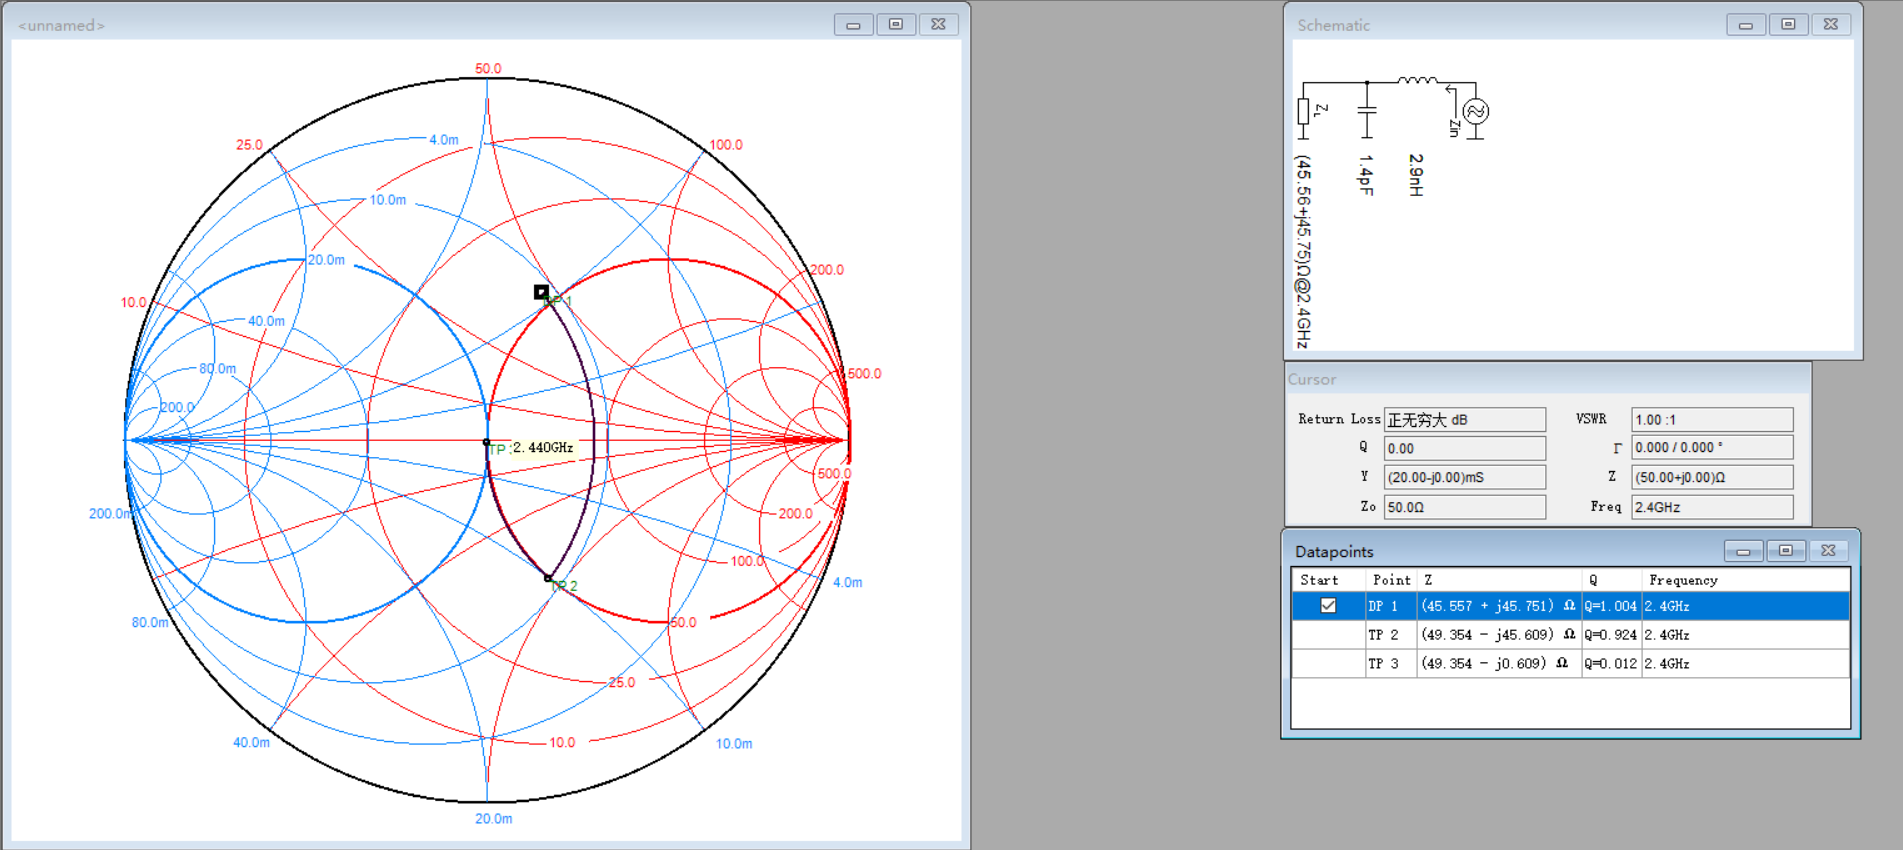 <unnamed>
50.0
25.0
100.0
4.0m
10.0m
20.0m
200.0
10.0
DP 1
40.0m
80.0m
500.0
200.0
TP 2.440GHz
500.0
200.0m
200.0
100.0
TP 2
4.0m
80.0m
50.0
25.0
40.0m
10.0
10.0m
20.0m
Schematic
ZL
Zin
(45.56+j45.75)Ω@2.4GHz
1.4pF
2.9nH
Cursor
Return Loss 正无穷大 dB VSWR 1.00 :1
Q 0.00 Γ 0.000 / 0.000 °
Y (20.00-j0.00)mS Z (50.00+j0.00)Ω
Zo 50.0Ω Freq 2.4GHz
Datapoints
Start Point Z Q Frequency
DP 1 (45.557 + j45.751) Ω Q=1.004 2.4GHz
TP 2 (49.354 - j45.609) Ω Q=0.924 2.4GHz
TP 3 (49.354 - j0.609) Ω Q=0.012 2.4GHz